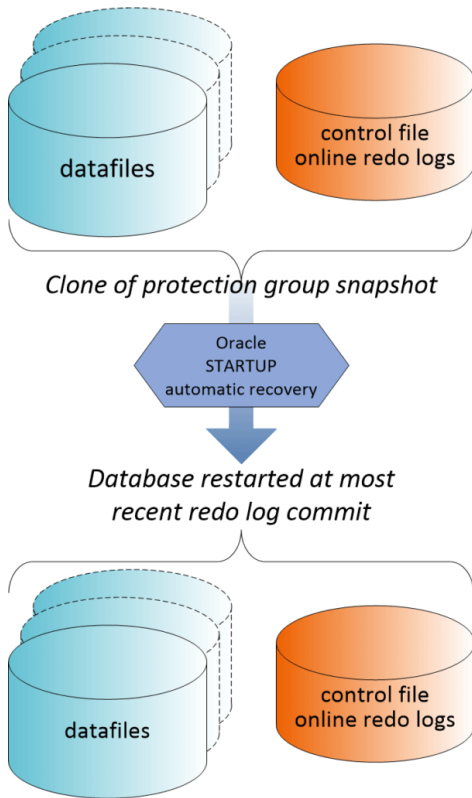 datafiles
control file
online redo logs
Clone of protection group snapshot
Oracle
STARTUP
automatic recovery
Database restarted at most
recent redo log commit
datafiles
control file
online redo logs